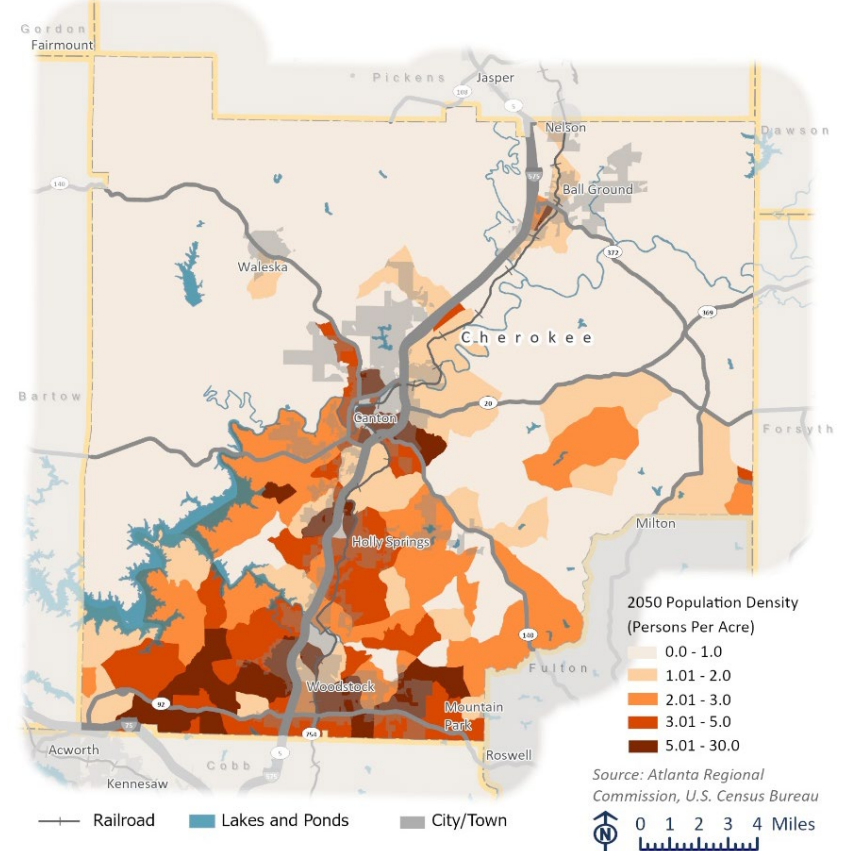 Gordon
Fairmount
Pickens
Jasper
108
5
Nelson
Dawson
140
575
Ball Ground
372
Waleska
369
Cherokee
Bartow
20
Canton
Forsyth
Milton
Holly Springs
2050 Population Density
(Persons Per Acre)
0.0 - 1.0
1.01 - 2.0
2.01 - 3.0
3.01 - 5.0
5.01 - 30.0
140
Fulton
Woodstock
92
Mountain
Park
75
754
Acworth
5
Roswell
Cobb
575
Kennesaw
Source: Atlanta Regional
Commission, U.S. Census Bureau
Railroad
Lakes and Ponds
City/Town
N
0 1 2 3 4 Miles